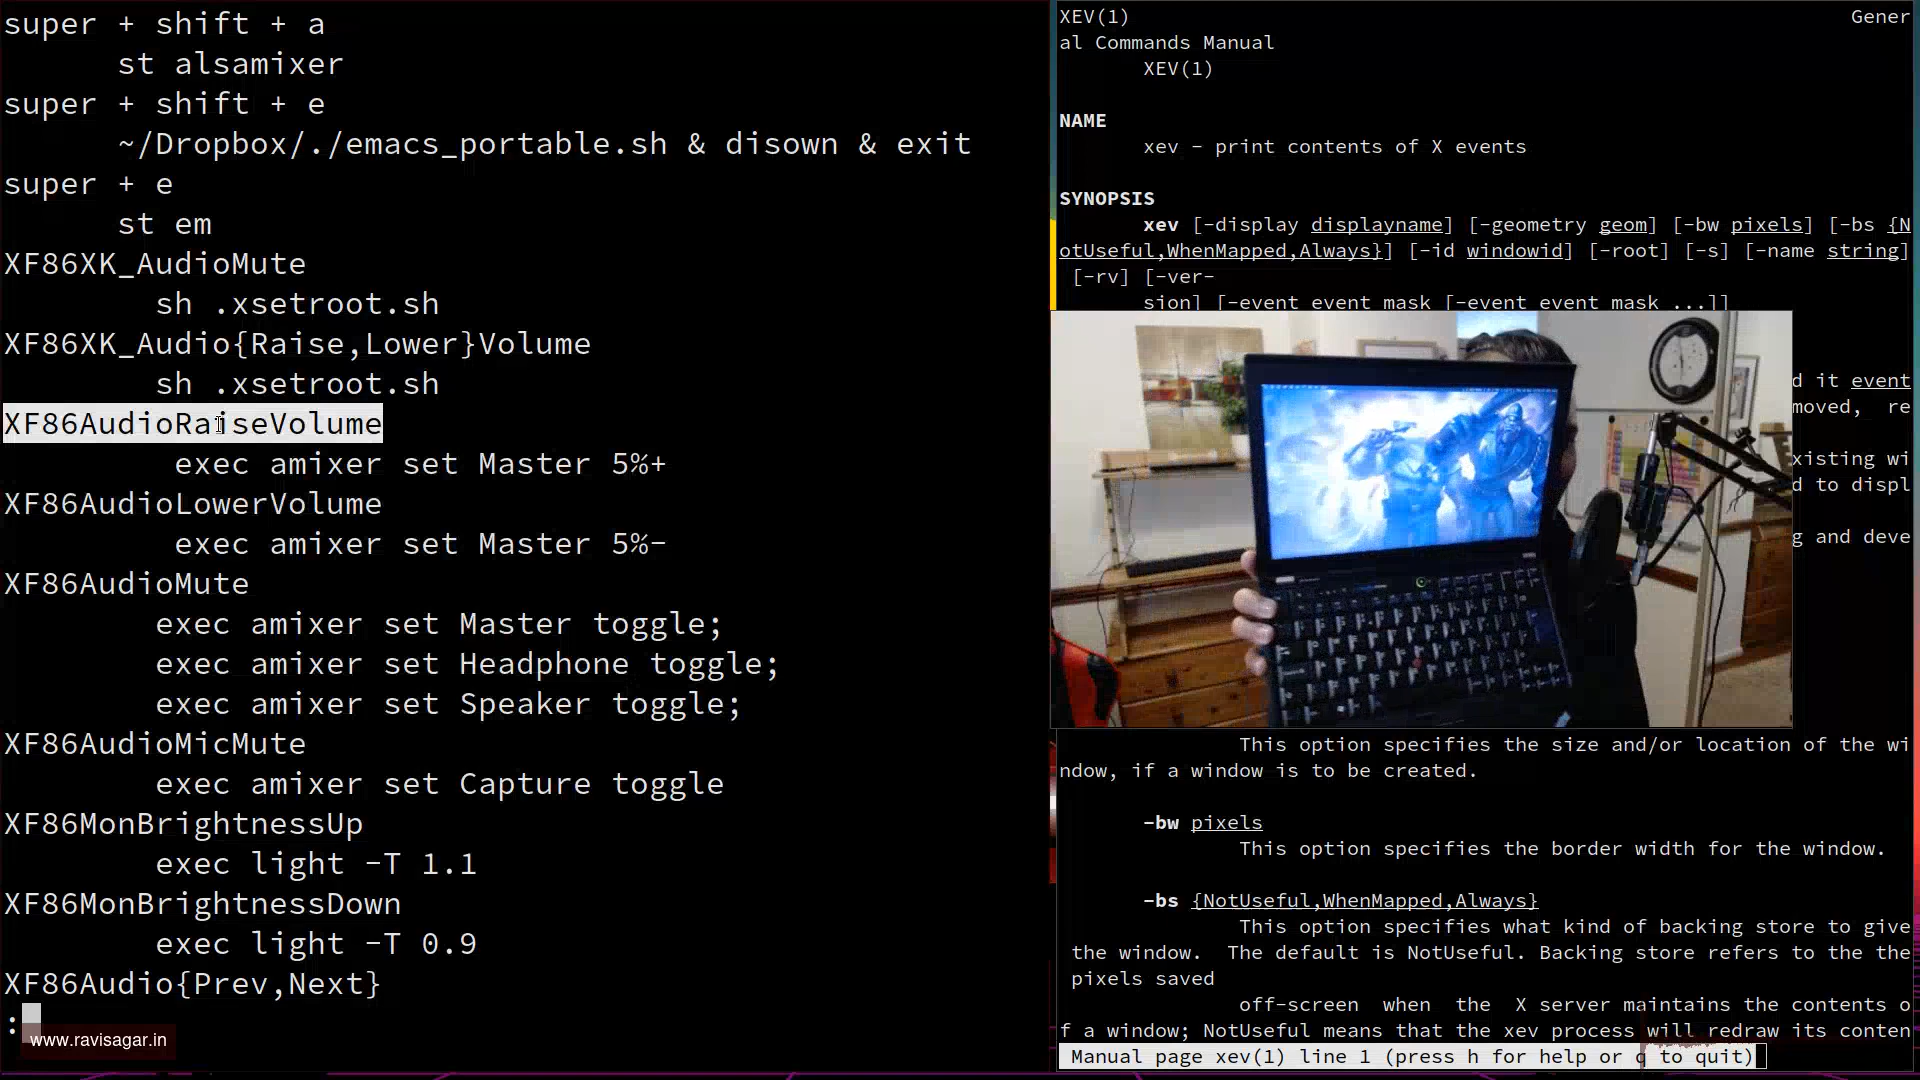 super + shift + a
st alsamixer
super + shift + e
~/Dropbox/./emacs_portable.sh & disown & exit
super + e
st em
XF86XK_AudioMute
sh .xsetroot.sh
XF86XK_Audio{Raise,Lower}Volume
sh .xsetroot.sh
XF86AudioRaiseVolume
exec amixer set Master 5%+
XF86AudioLowerVolume
exec amixer set Master 5%-
XF86AudioMute
exec amixer set Master toggle;
exec amixer set Headphone toggle;
exec amixer set Speaker toggle;
XF86AudioMicMute
exec amixer set Capture toggle
XF86MonBrightnessUp
exec light -T 1.1
XF86MonBrightnessDown
exec light -T 0.9
XF86Audio{Prev,Next}
:
www.ravisagar.in
XEV(1) Gener
al Commands Manual
XEV(1)
NAME
xev - print contents of X events
SYNOPSIS
xev [-display displayname] [-geometry geom] [-bw pixels] [-bs {N
otUseful,WhenMapped,Always}] [-id windowid] [-root] [-s] [-name string]
[-rv] [-ver-
sion] [-event event_mask [-event event_mask ...]]
d it event
moved, re
xisting wi
d to displ
g and deve
This option specifies the size and/or location of the wi
ndow, if a window is to be created.
-bw pixels
This option specifies the border width for the window.
-bs {NotUseful,WhenMapped,Always}
This option specifies what kind of backing store to give
the window. The default is NotUseful. Backing store refers to the the
pixels saved
off-screen when the X server maintains the contents o
f a window; NotUseful means that the xev process will redraw its conten
Manual page xev(1) line 1 (press h for help or q to quit)